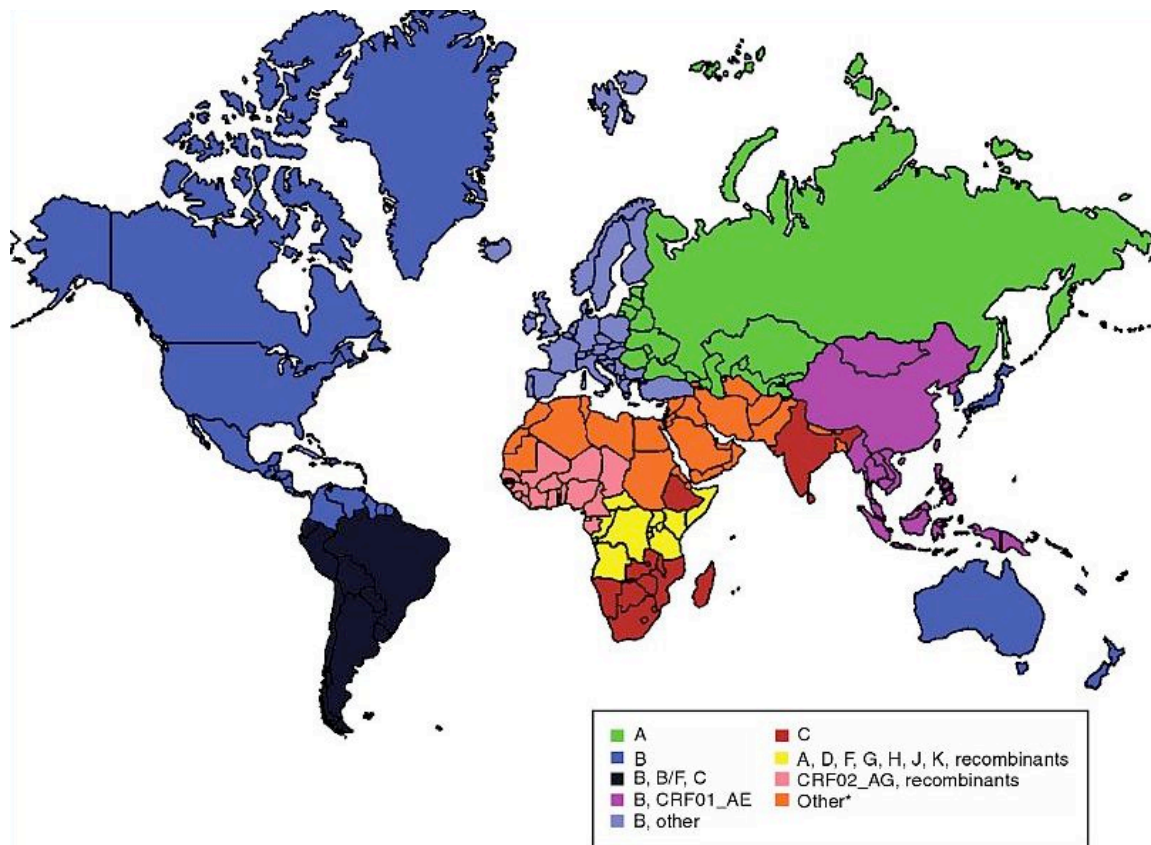 A
B
B, B/F, C
B, CRF01_AE
B, other
C
A, D, F, G, H, J, K, recombinants
CRF02_AG, recombinants
Other*